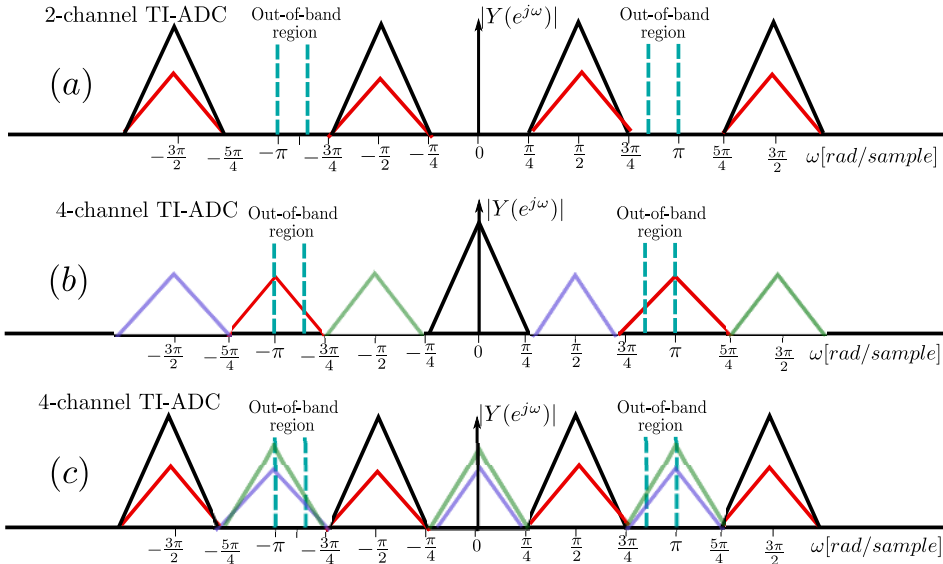 2-channel TI-ADC
Out-of-band
region
|Y(e^{jω})|
(a)
-3π/2 -5π/4 -π -3π/4 -π/2 -π/4 0 π/4 π/2 3π/4 π 5π/4 3π/2 ω[rad/sample]
Out-of-band
region
4-channel TI-ADC
Out-of-band
region
|Y(e^{jω})|
Out-of-band
region
(b)
-3π/2 -5π/4 -π -3π/4 -π/2 -π/4 0 π/4 π/2 3π/4 π 5π/4 3π/2 ω[rad/sample]
4-channel TI-ADC
Out-of-band
region
|Y(e^{jω})|
Out-of-band
region
(c)
-3π/2 -5π/4 -π -3π/4 -π/2 -π/4 0 π/4 π/2 3π/4 π 5π/4 3π/2 ω[rad/sample]